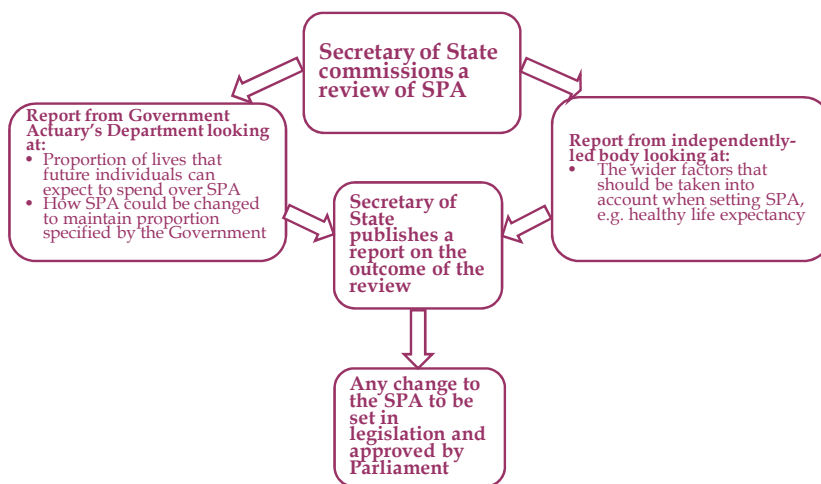 Secretary of State
commissions a
review of SPA
Report from Government
Actuary's Department looking
at:
• Proportion of lives that
future individuals can
expect to spend over SPA
• How SPA could be changed
to maintain proportion
specified by the Government
Report from independently-
led body looking at:
• The wider factors that
should be taken into
account when setting SPA,
e.g. healthy life expectancy
Secretary of
State
publishes a
report on the
outcome of the
review
Any change to
the SPA to be
set in
legislation and
approved by
Parliament